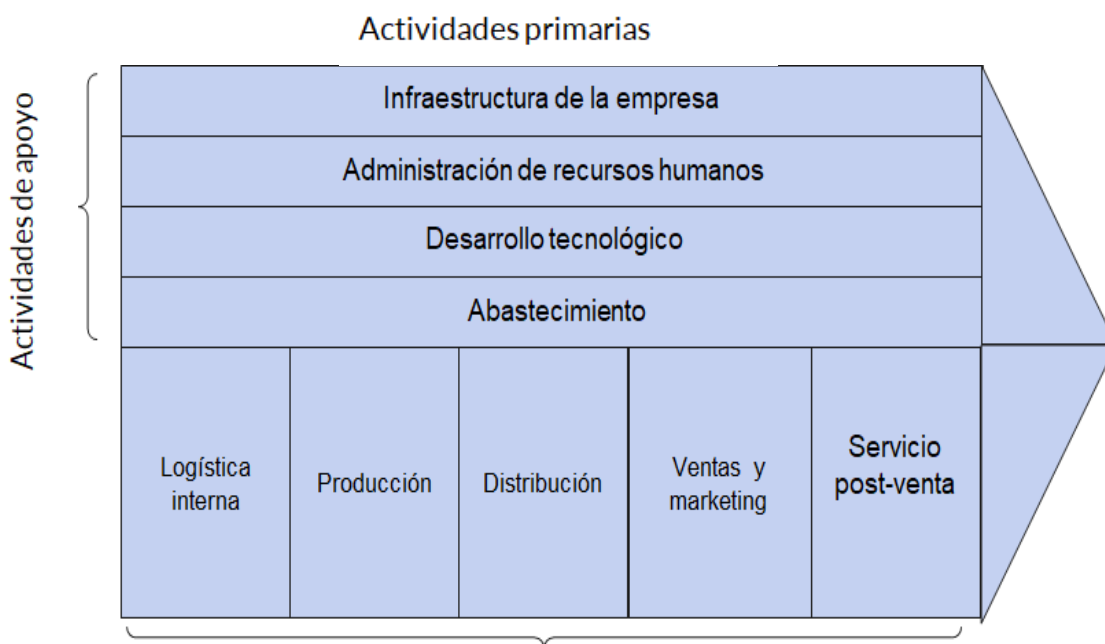 Actividades primarias
Actividades de apoyo
Infraestructura de la empresa
Administración de recursos humanos
Desarrollo tecnológico
Abastecimiento
Logística
interna
Producción
Distribución
Ventas y
marketing
Servicio
post-venta